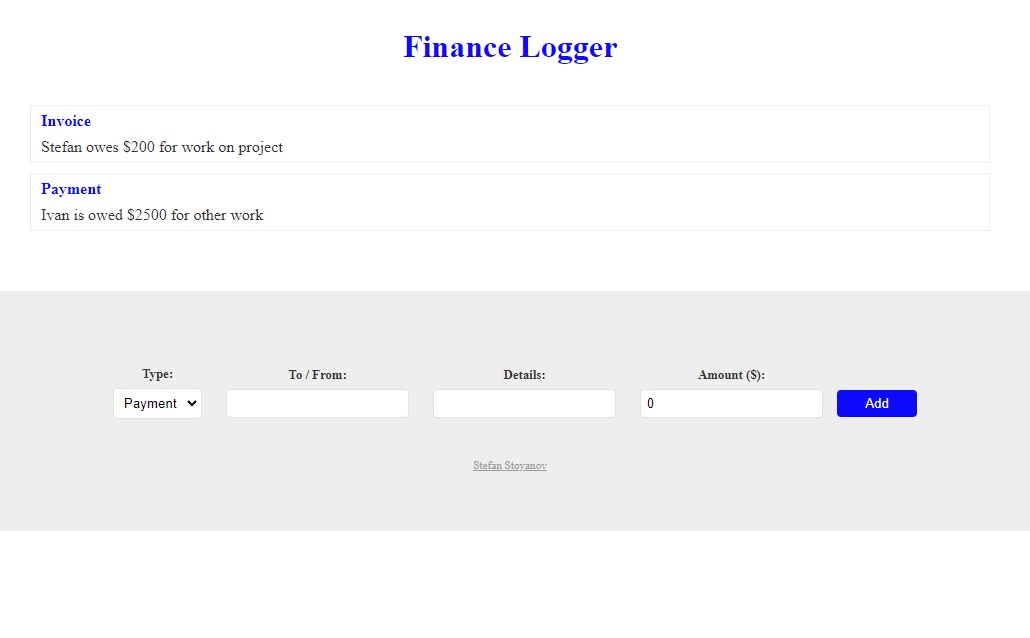 Finance Logger
Invoice
Stefan owes $200 for work on project
Payment
Ivan is owed $2500 for other work
Type:
To / From:
Details:
Amount ($):
Payment
0
Add
Stefan Stoyanov